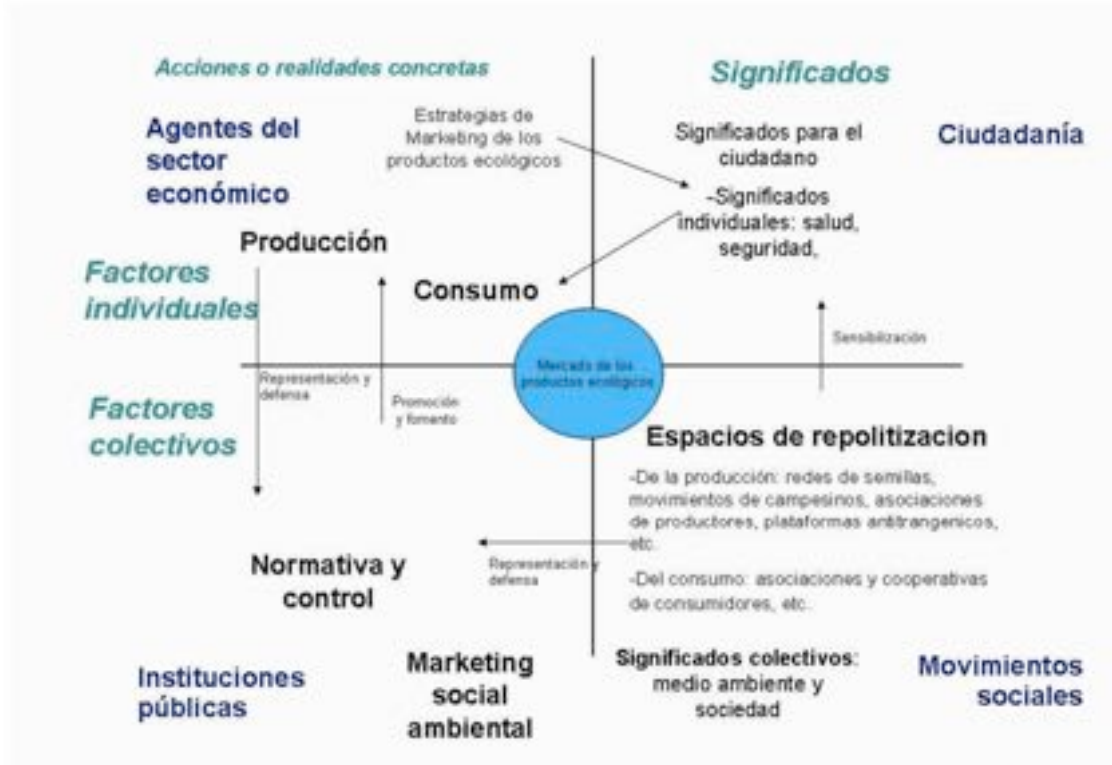 Acciones o realidades concretas
Significados
Agentes del
sector
económico
Estrategias de
Marketing de los
productos ecológicos
Significados para el
ciudadano
Ciudadanía
-Significados
individuales: salud,
seguridad,
Producción
Factores
individuales
Consumo
Sensibilización
Mercado de los
productos ecológicos
Representación y
defensa
Promoción
y fomento
Factores
colectivos
Espacios de repolitizacion
-De la producción: redes de semillas,
movimientos de campesinos, asociaciones
de productores, plataformas antitrangenicos,
etc.
Representación y
defensa
-Del consumo: asociaciones y cooperativas
de consumidores, etc.
Normativa y
control
Instituciones
públicas
Marketing
social
ambiental
Significados colectivos:
medio ambiente y
sociedad
Movimientos
sociales